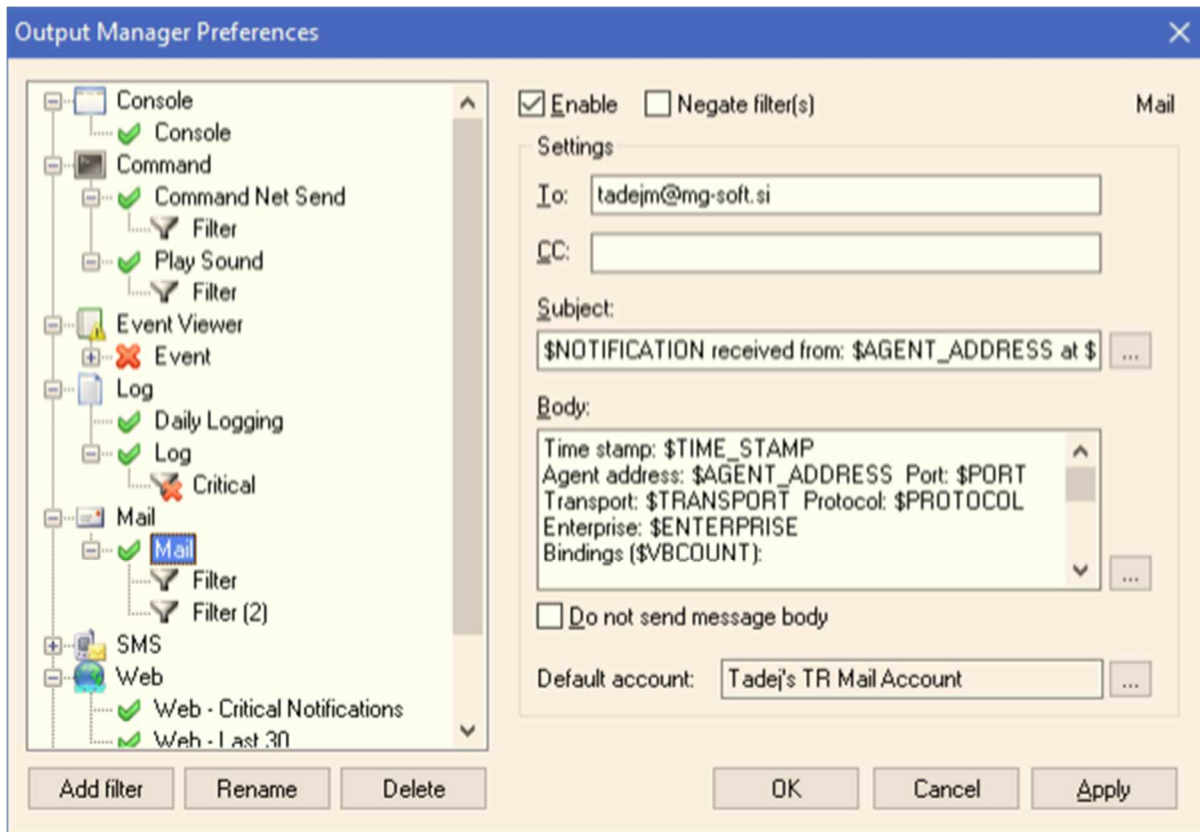 Output Manager Preferences
Console
Console
Command
Command Net Send
Filter
Play Sound
Filter
Event Viewer
Event
Log
Daily Logging
Log
Critical
Mail
Mail
Filter
Filter (2)
SMS
Web
Web - Critical Notifications
Web - Last 30
Add filter Rename Delete
Enable Negate filter(s) Mail
Settings
To: tadejm@mg-soft.si
CC:
Subject:
$NOTIFICATION received from: $AGENT_ADDRESS at $ ...
Body:
Time stamp: $TIME_STAMP
Agent address: $AGENT_ADDRESS Port: $PORT
Transport: $TRANSPORT Protocol: $PROTOCOL
Enterprise: $ENTERPRISE
Bindings ($VBCOUNT):
...
Do not send message body
Default account: Tadej's TR Mail Account ...
OK Cancel Apply